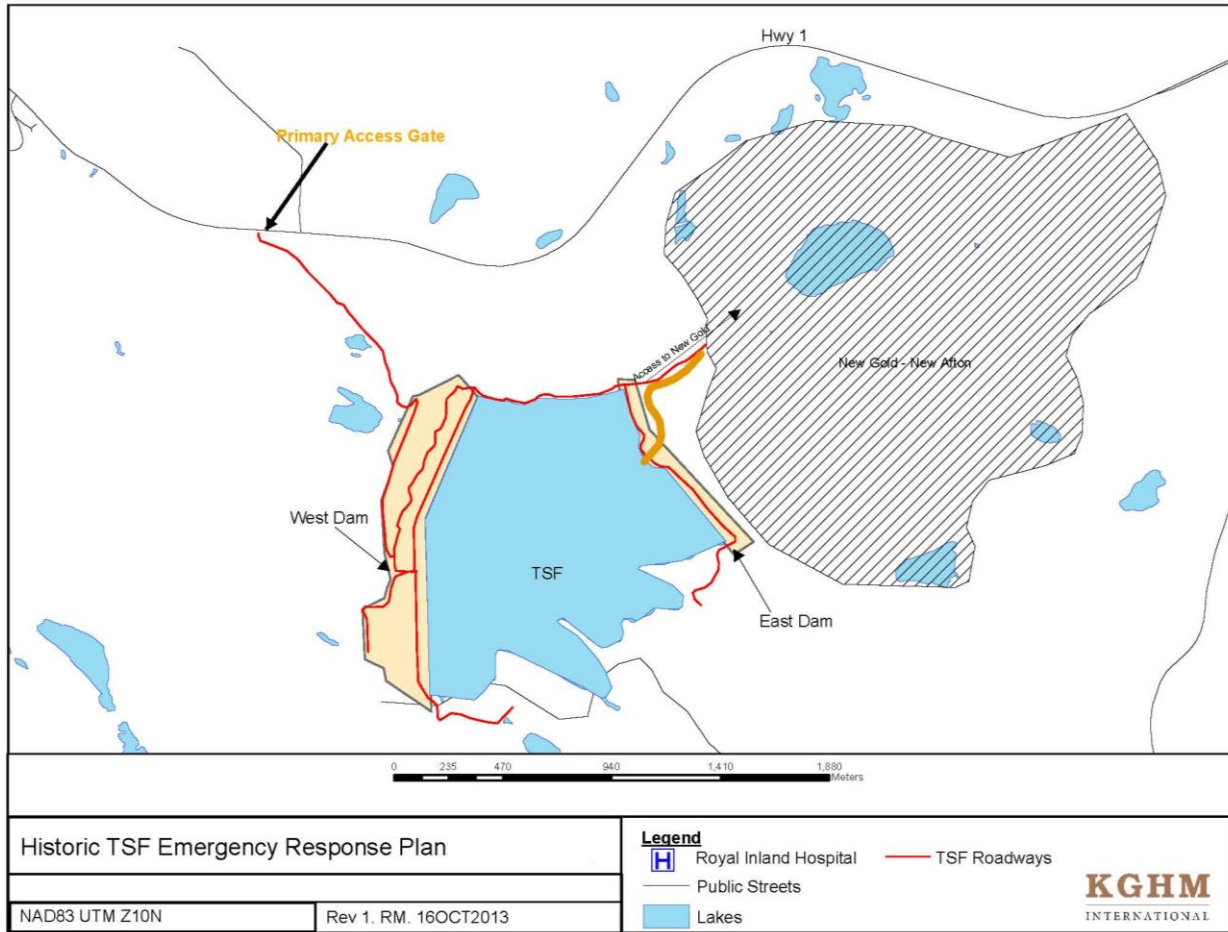 Hwy 1
Primary Access Gate
Access to New Gold
New Gold - New Afton
West Dam
TSF
East Dam
0 235 470 940 1,410 1,880
Meters
Historic TSF Emergency Response Plan
NAD83 UTM Z10N
Rev 1. RM. 16OCT2013
Legend
H Royal Inland Hospital
TSF Roadways
Public Streets
Lakes
KGHM
INTERNATIONAL